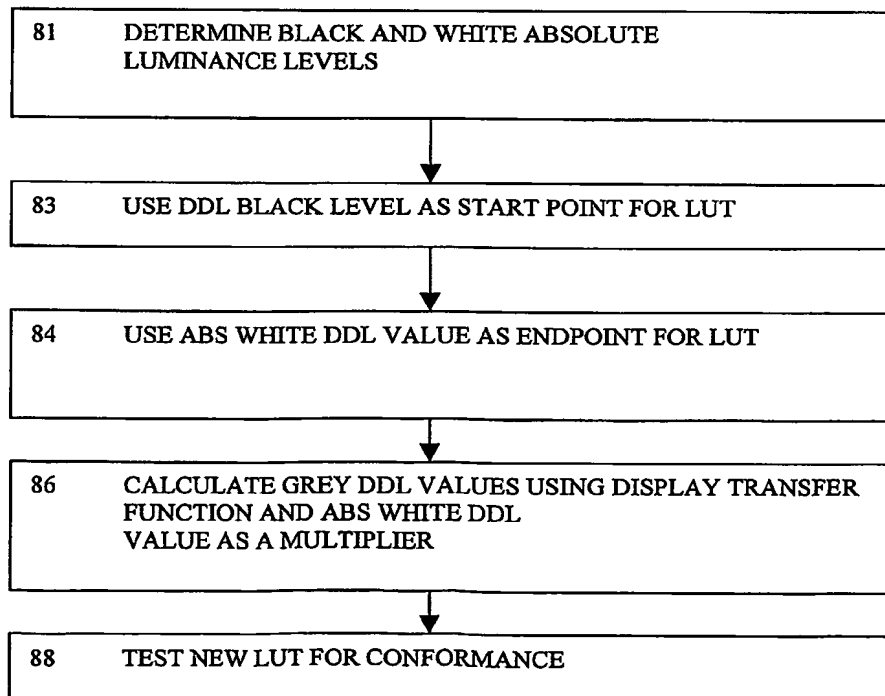 81 DETERMINE BLACK AND WHITE ABSOLUTE
LUMINANCE LEVELS
83 USE DDL BLACK LEVEL AS START POINT FOR LUT
84 USE ABS WHITE DDL VALUE AS ENDPOINT FOR LUT
86 CALCULATE GREY DDL VALUES USING DISPLAY TRANSFER
FUNCTION AND ABS WHITE DDL
VALUE AS A MULTIPLIER
88 TEST NEW LUT FOR CONFORMANCE